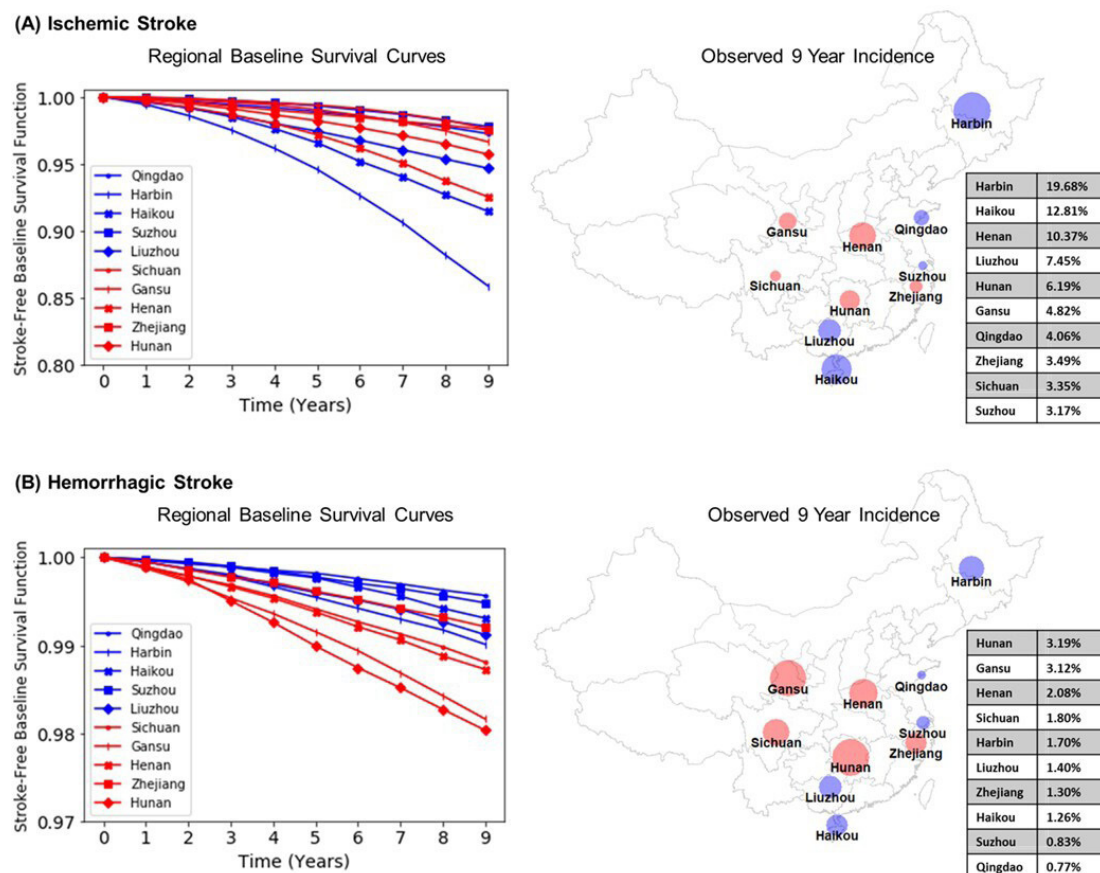 (A) Ischemic Stroke
Regional Baseline Survival Curves
Stroke-Free Baseline Survival Function
1.00
0.95
0.90
0.85
0.80
Qingdao
Harbin
Haikou
Suzhou
Liuzhou
Sichuan
Gansu
Henan
Zhejiang
Hunan
0 1 2 3 4 5 6 7 8 9
Time (Years)
Observed 9 Year Incidence
Harbin
Qingdao
Gansu
Henan
Suzhou
Sichuan
Zhejiang
Hunan
Liuzhou
Haikou
Harbin 19.68%
Haikou 12.81%
Henan 10.37%
Liuzhou 7.45%
Hunan 6.19%
Gansu 4.82%
Qingdao 4.06%
Zhejiang 3.49%
Sichuan 3.35%
Suzhou 3.17%
(B) Hemorrhagic Stroke
Regional Baseline Survival Curves
Stroke-Free Baseline Survival Function
1.00
0.99
0.98
0.97
Qingdao
Harbin
Haikou
Suzhou
Liuzhou
Sichuan
Gansu
Henan
Zhejiang
Hunan
0 1 2 3 4 5 6 7 8 9
Time (Years)
Observed 9 Year Incidence
Harbin
Qingdao
Gansu
Henan
Suzhou
Sichuan
Zhejiang
Hunan
Liuzhou
Haikou
Hunan 3.19%
Gansu 3.12%
Henan 2.08%
Sichuan 1.80%
Harbin 1.70%
Liuzhou 1.40%
Zhejiang 1.30%
Haikou 1.26%
Suzhou 0.83%
Qingdao 0.77%